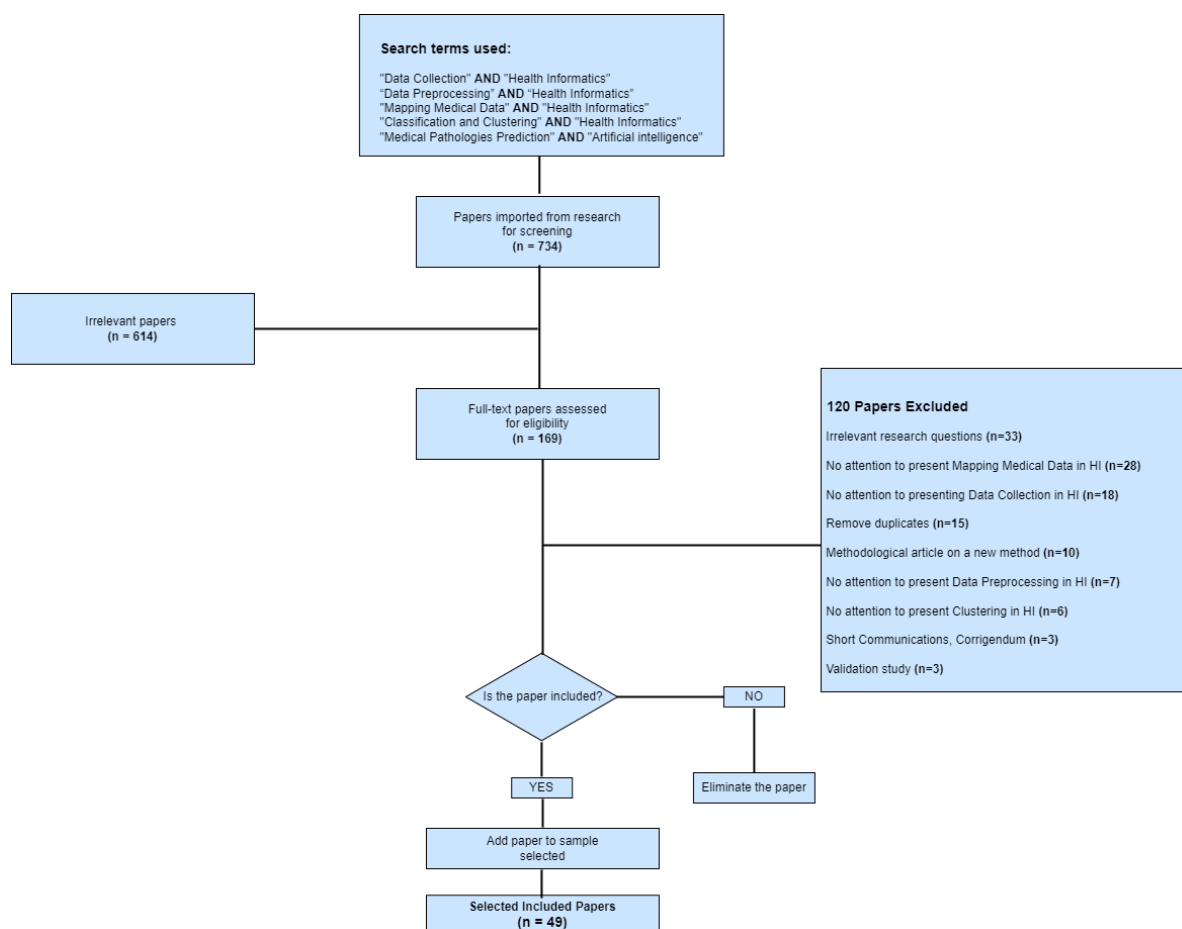 Search terms used:
"Data Collection" AND "Health Informatics"
“Data Preprocessing” AND “Health Informatics”
"Mapping Medical Data" AND "Health Informatics"
"Classification and Clustering" AND "Health Informatics"
"Medical Pathologies Prediction" AND "Artificial intelligence"
Papers imported from research
for screening
(n = 734)
Irrelevant papers
(n = 614)
Full-text papers assessed
for eligibility
(n = 169)
120 Papers Excluded
Irrelevant research questions (n=33)
No attention to present Mapping Medical Data in HI (n=28)
No attention to presenting Data Collection in HI (n=18)
Remove duplicates (n=15)
Methodological article on a new method (n=10)
No attention to present Data Preprocessing in HI (n=7)
No attention to present Clustering in HI (n=6)
Short Communications, Corrigendum (n=3)
Validation study (n=3)
Is the paper included?
NO
Eliminate the paper
YES
Add paper to sample
selected
Selected Included Papers
(n = 49)